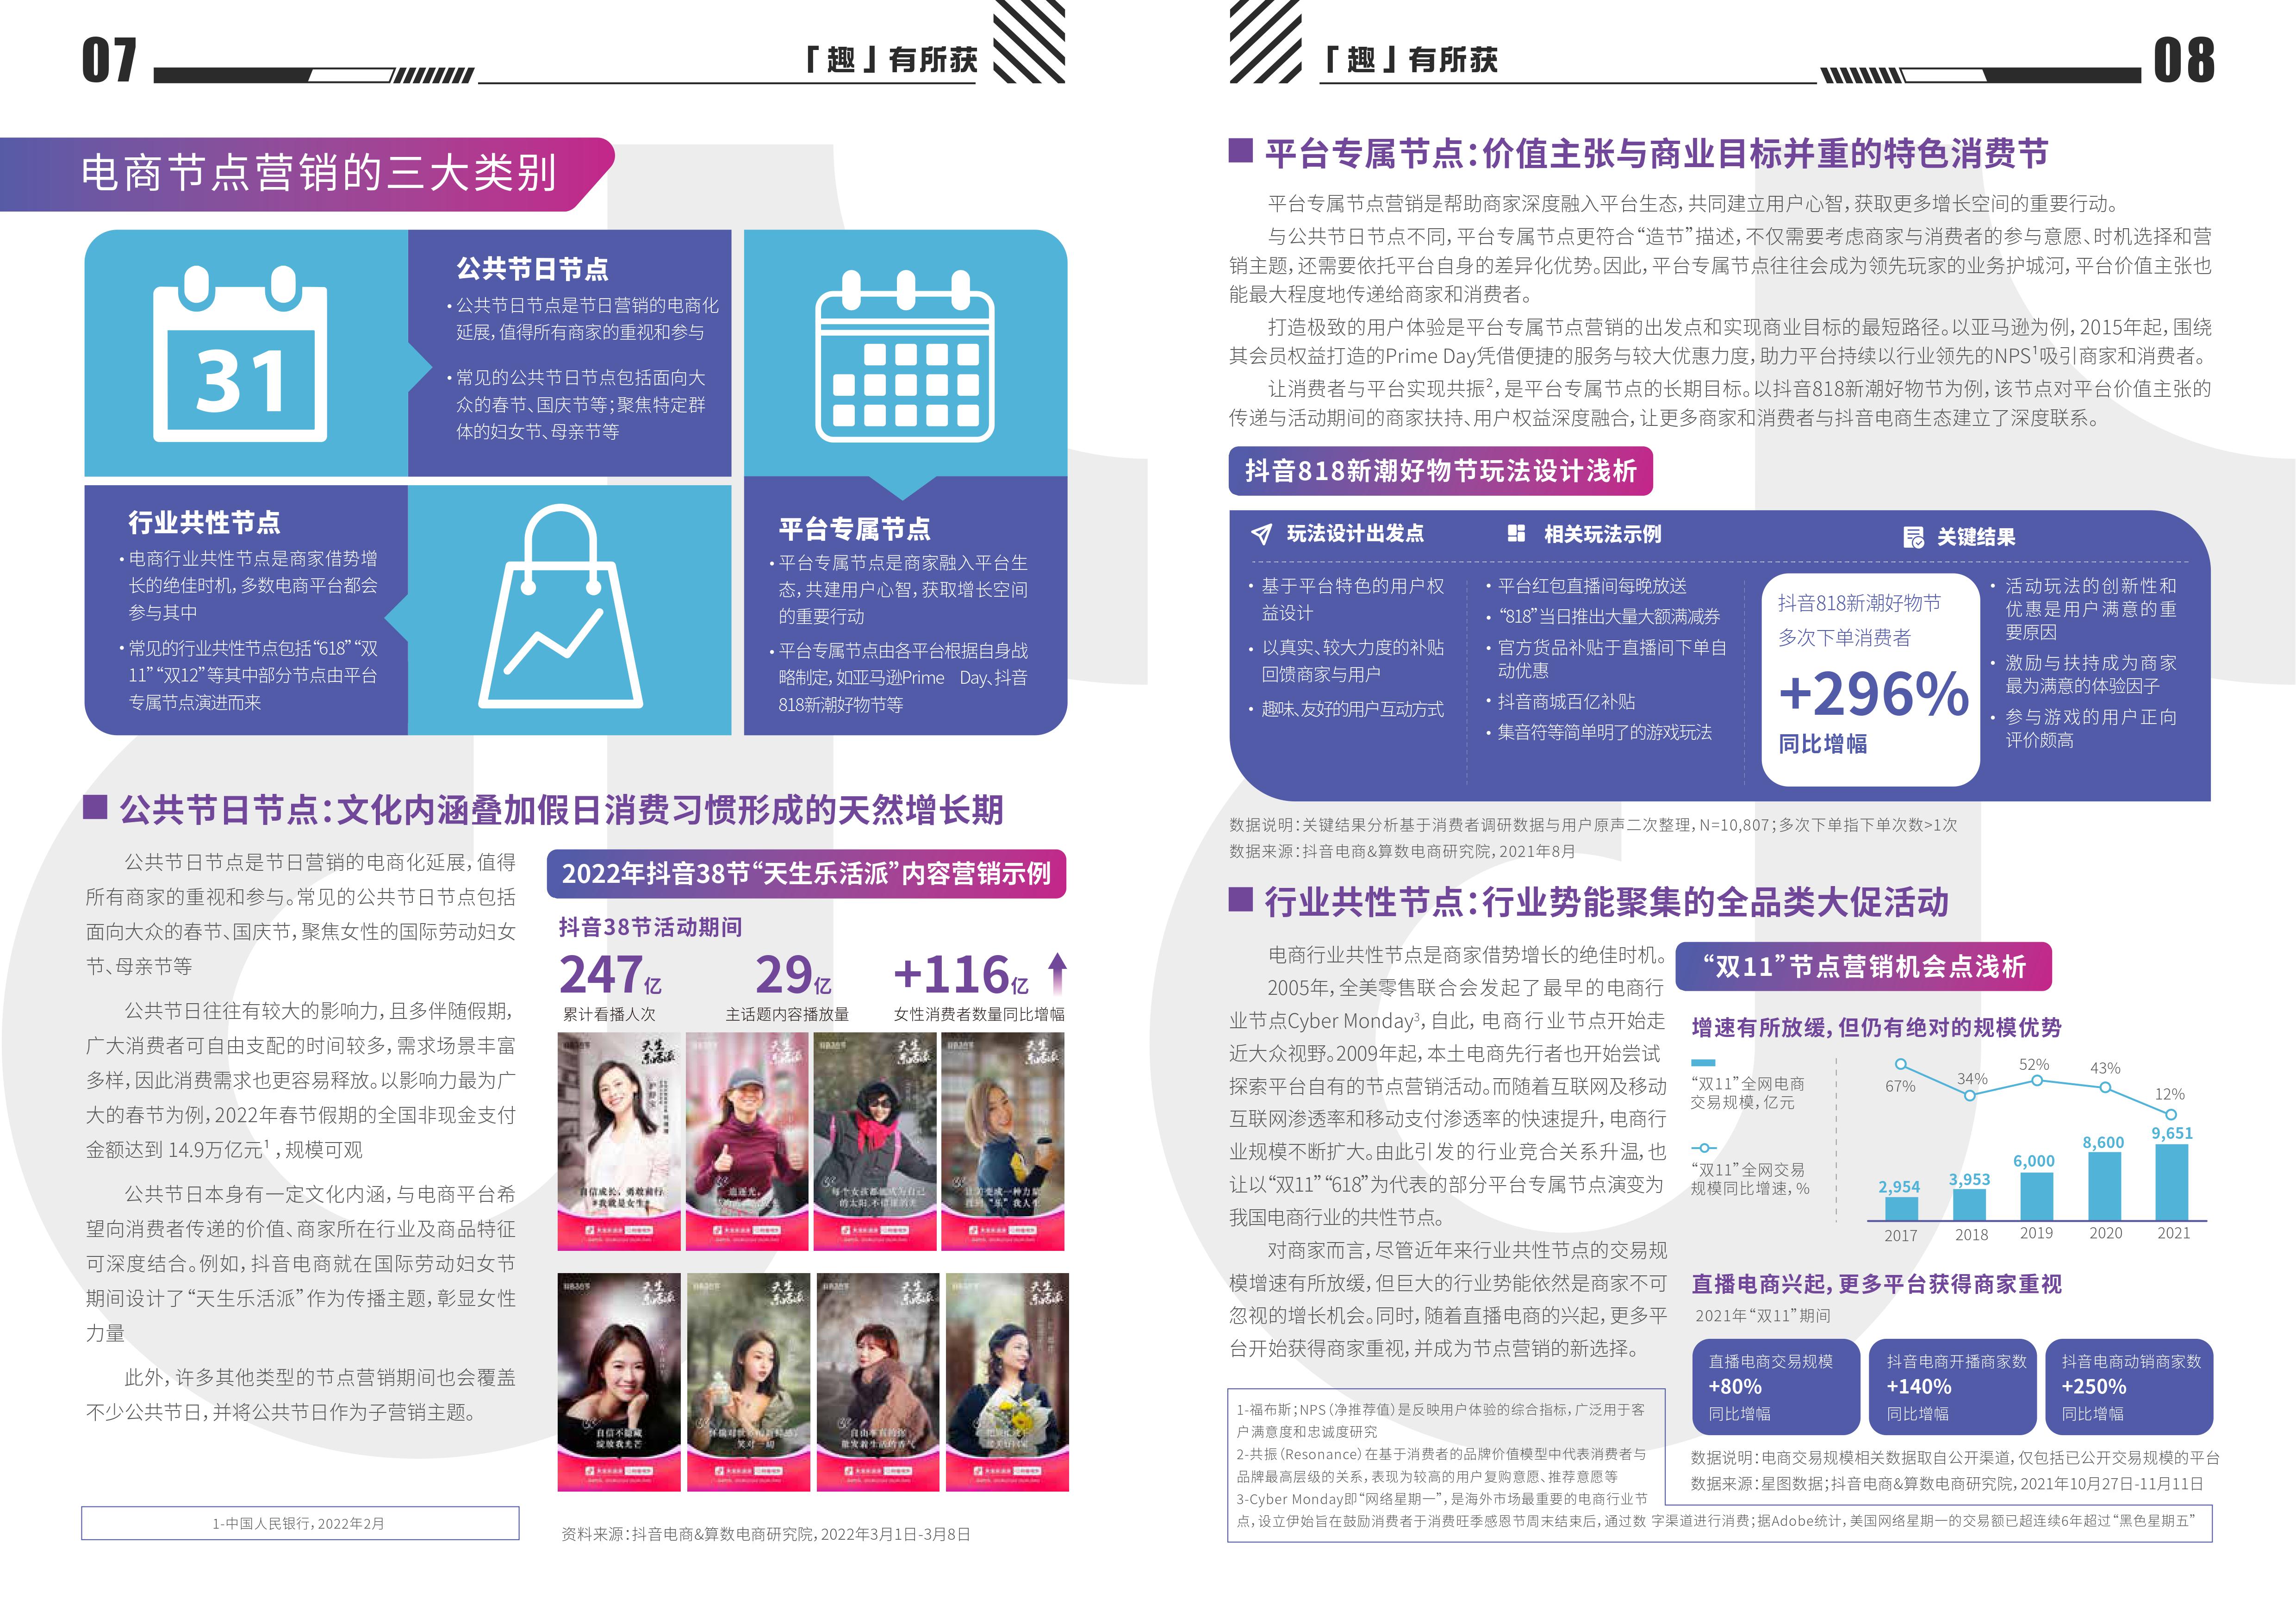 07
「趣」有所获
电商节点营销的三大类别
31
公共节日节点
• 公共节日节点是节日营销的电商化
延展,值得所有商家的重视和参与
• 常见的公共节日节点包括面向大
众的春节、国庆节等;聚焦特定群
体的妇女节、母亲节等
行业共性节点
• 电商行业共性节点是商家借势增
长的绝佳时机,多数电商平台都会
参与其中
• 常见的行业共性节点包括“618”“双
11”“双12”等其中部分节点由平台
专属节点演进而来
平台专属节点
• 平台专属节点是商家融入平台生
态,共建用户心智,获取增长空间
的重要行动
• 平台专属节点由各平台根据自身战
略制定,如亚马逊Prime Day、抖音
818新潮好物节等
公共节日节点:文化内涵叠加假日消费习惯形成的天然增长期
公共节日节点是节日营销的电商化延展,值得
所有商家的重视和参与。常见的公共节日节点包括
面向大众的春节、国庆节,聚焦女性的国际劳动妇女
节、母亲节等
公共节日往往有较大的影响力,且多伴随假期,
广大消费者可自由支配的时间较多,需求场景丰富
多样,因此消费需求也更容易释放。以影响力最为广
大的春节为例,2022年春节假期的全国非现金支付
金额达到 14.9万亿元¹,规模可观
公共节日本身有一定文化内涵,与电商平台希
望向消费者传递的价值、商家所在行业及商品特征
可深度结合。例如,抖音电商就在国际劳动妇女节
期间设计了“天生乐活派”作为传播主题,彰显女性
力量
此外,许多其他类型的节点营销期间也会覆盖
不少公共节日,并将公共节日作为子营销主题。
1-中国人民银行,2022年2月
2022年抖音38节“天生乐活派”内容营销示例
抖音38节活动期间
247亿
累计看播人次
29亿
主话题内容播放量
+116亿
女性消费者数量同比增幅
天生乐活派
天生乐活派
天生乐活派
天生乐活派
自信成长,勇敢前行
#我就是女生#
每个女孩都能成为自己
的太阳,不信谁的光
天生乐活派
天生乐活派
天生乐活派
天生乐活派
自信不隐藏
绽放我光芒
笑对一切
资料来源:抖音电商&算数电商研究院,2022年3月1日-3月8日
「趣」有所获
08
平台专属节点:价值主张与商业目标并重的特色消费节
平台专属节点营销是帮助商家深度融入平台生态,共同建立用户心智,获取更多增长空间的重要行动。
与公共节日节点不同,平台专属节点更符合“造节”描述,不仅需要考虑商家与消费者的参与意愿、时机选择和营
销主题,还需要依托平台自身的差异化优势。因此,平台专属节点往往会成为领先玩家的业务护城河,平台价值主张也
能最大程度地传递给商家和消费者。
打造极致的用户体验是平台专属节点营销的出发点和实现商业目标的最短路径。以亚马逊为例,2015年起,围绕
其会员权益打造的Prime Day凭借便捷的服务与较大优惠力度,助力平台持续以行业领先的NPS¹吸引商家和消费者。
让消费者与平台实现共振²,是平台专属节点的长期目标。以抖音818新潮好物节为例,该节点对平台价值主张的
传递与活动期间的商家扶持、用户权益深度融合,让更多商家和消费者与抖音电商生态建立了深度联系。
抖音818新潮好物节玩法设计浅析
玩法设计出发点
• 基于平台特色的用户权
益设计
• 以真实、较大力度的补贴
回馈商家与用户
• 趣味、友好的用户互动方式
相关玩法示例
• 平台红包直播间每晚放送
• “818”当日推出大量大额满减券
• 官方货品补贴于直播间下单自
动优惠
• 抖音商城百亿补贴
• 集音符等简单明了的游戏玩法
关键结果
抖音818新潮好物节
多次下单消费者
+296%
同比增幅
• 活动玩法的创新性和
优惠是用户满意的重
要原因
• 激励与扶持成为商家
最为满意的体验因子
• 参与游戏的用户正向
评价颇高
数据说明:关键结果分析基于消费者调研数据与用户原声二次整理,N=10,807;多次下单指下单次数>1次
数据来源:抖音电商&算数电商研究院,2021年8月
行业共性节点:行业势能聚集的全品类大促活动
电商行业共性节点是商家借势增长的绝佳时机。
2005年,全美零售联合会发起了最早的电商行
业节点Cyber Monday³,自此,电商行业节点开始走
近大众视野。2009年起,本土电商先行者也开始尝试
探索平台自有的节点营销活动。而随着互联网及移动
互联网渗透率和移动支付渗透率的快速提升,电商行
业规模不断扩大。由此引发的行业竞合关系升温,也
让以“双11”“618”为代表的部分平台专属节点演变为
我国电商行业的共性节点。
对商家而言,尽管近年来行业共性节点的交易规
模增速有所放缓,但巨大的行业势能依然是商家不可
忽视的增长机会。同时,随着直播电商的兴起,更多平
台开始获得商家重视,并成为节点营销的新选择。
“双11”节点营销机会点浅析
增速有所放缓,但仍有绝对的规模优势
“双11”全网电商
交易规模,亿元
“双11”全网交易
规模同比增速,%
67%
34%
52%
43%
12%
2,954
3,953
6,000
8,600
9,651
2017
2018
2019
2020
2021
直播电商兴起,更多平台获得商家重视
2021年“双11”期间
直播电商交易规模
+80%
同比增幅
抖音电商开播商家数
+140%
同比增幅
抖音电商动销商家数
+250%
同比增幅
数据说明:电商交易规模相关数据取自公开渠道,仅包括已公开交易规模的平台
数据来源:星图数据;抖音电商&算数电商研究院,2021年10月27日-11月11日
1-福布斯;NPS(净推荐值)是反映用户体验的综合指标,广泛用于客
户满意度和忠诚度研究
2-共振(Resonance)在基于消费者的品牌价值模型中代表消费者与
品牌最高层级的关系,表现为较高的用户复购意愿、推荐意愿等
3-Cyber Monday即“网络星期一”,是海外市场最重要的电商行业节
点,设立伊始旨在鼓励消费者于消费旺季感恩节周末结束后,通过数 字渠道进行消费;据Adobe统计,美国网络星期一的交易额已超连续6年超过“黑色星期五”